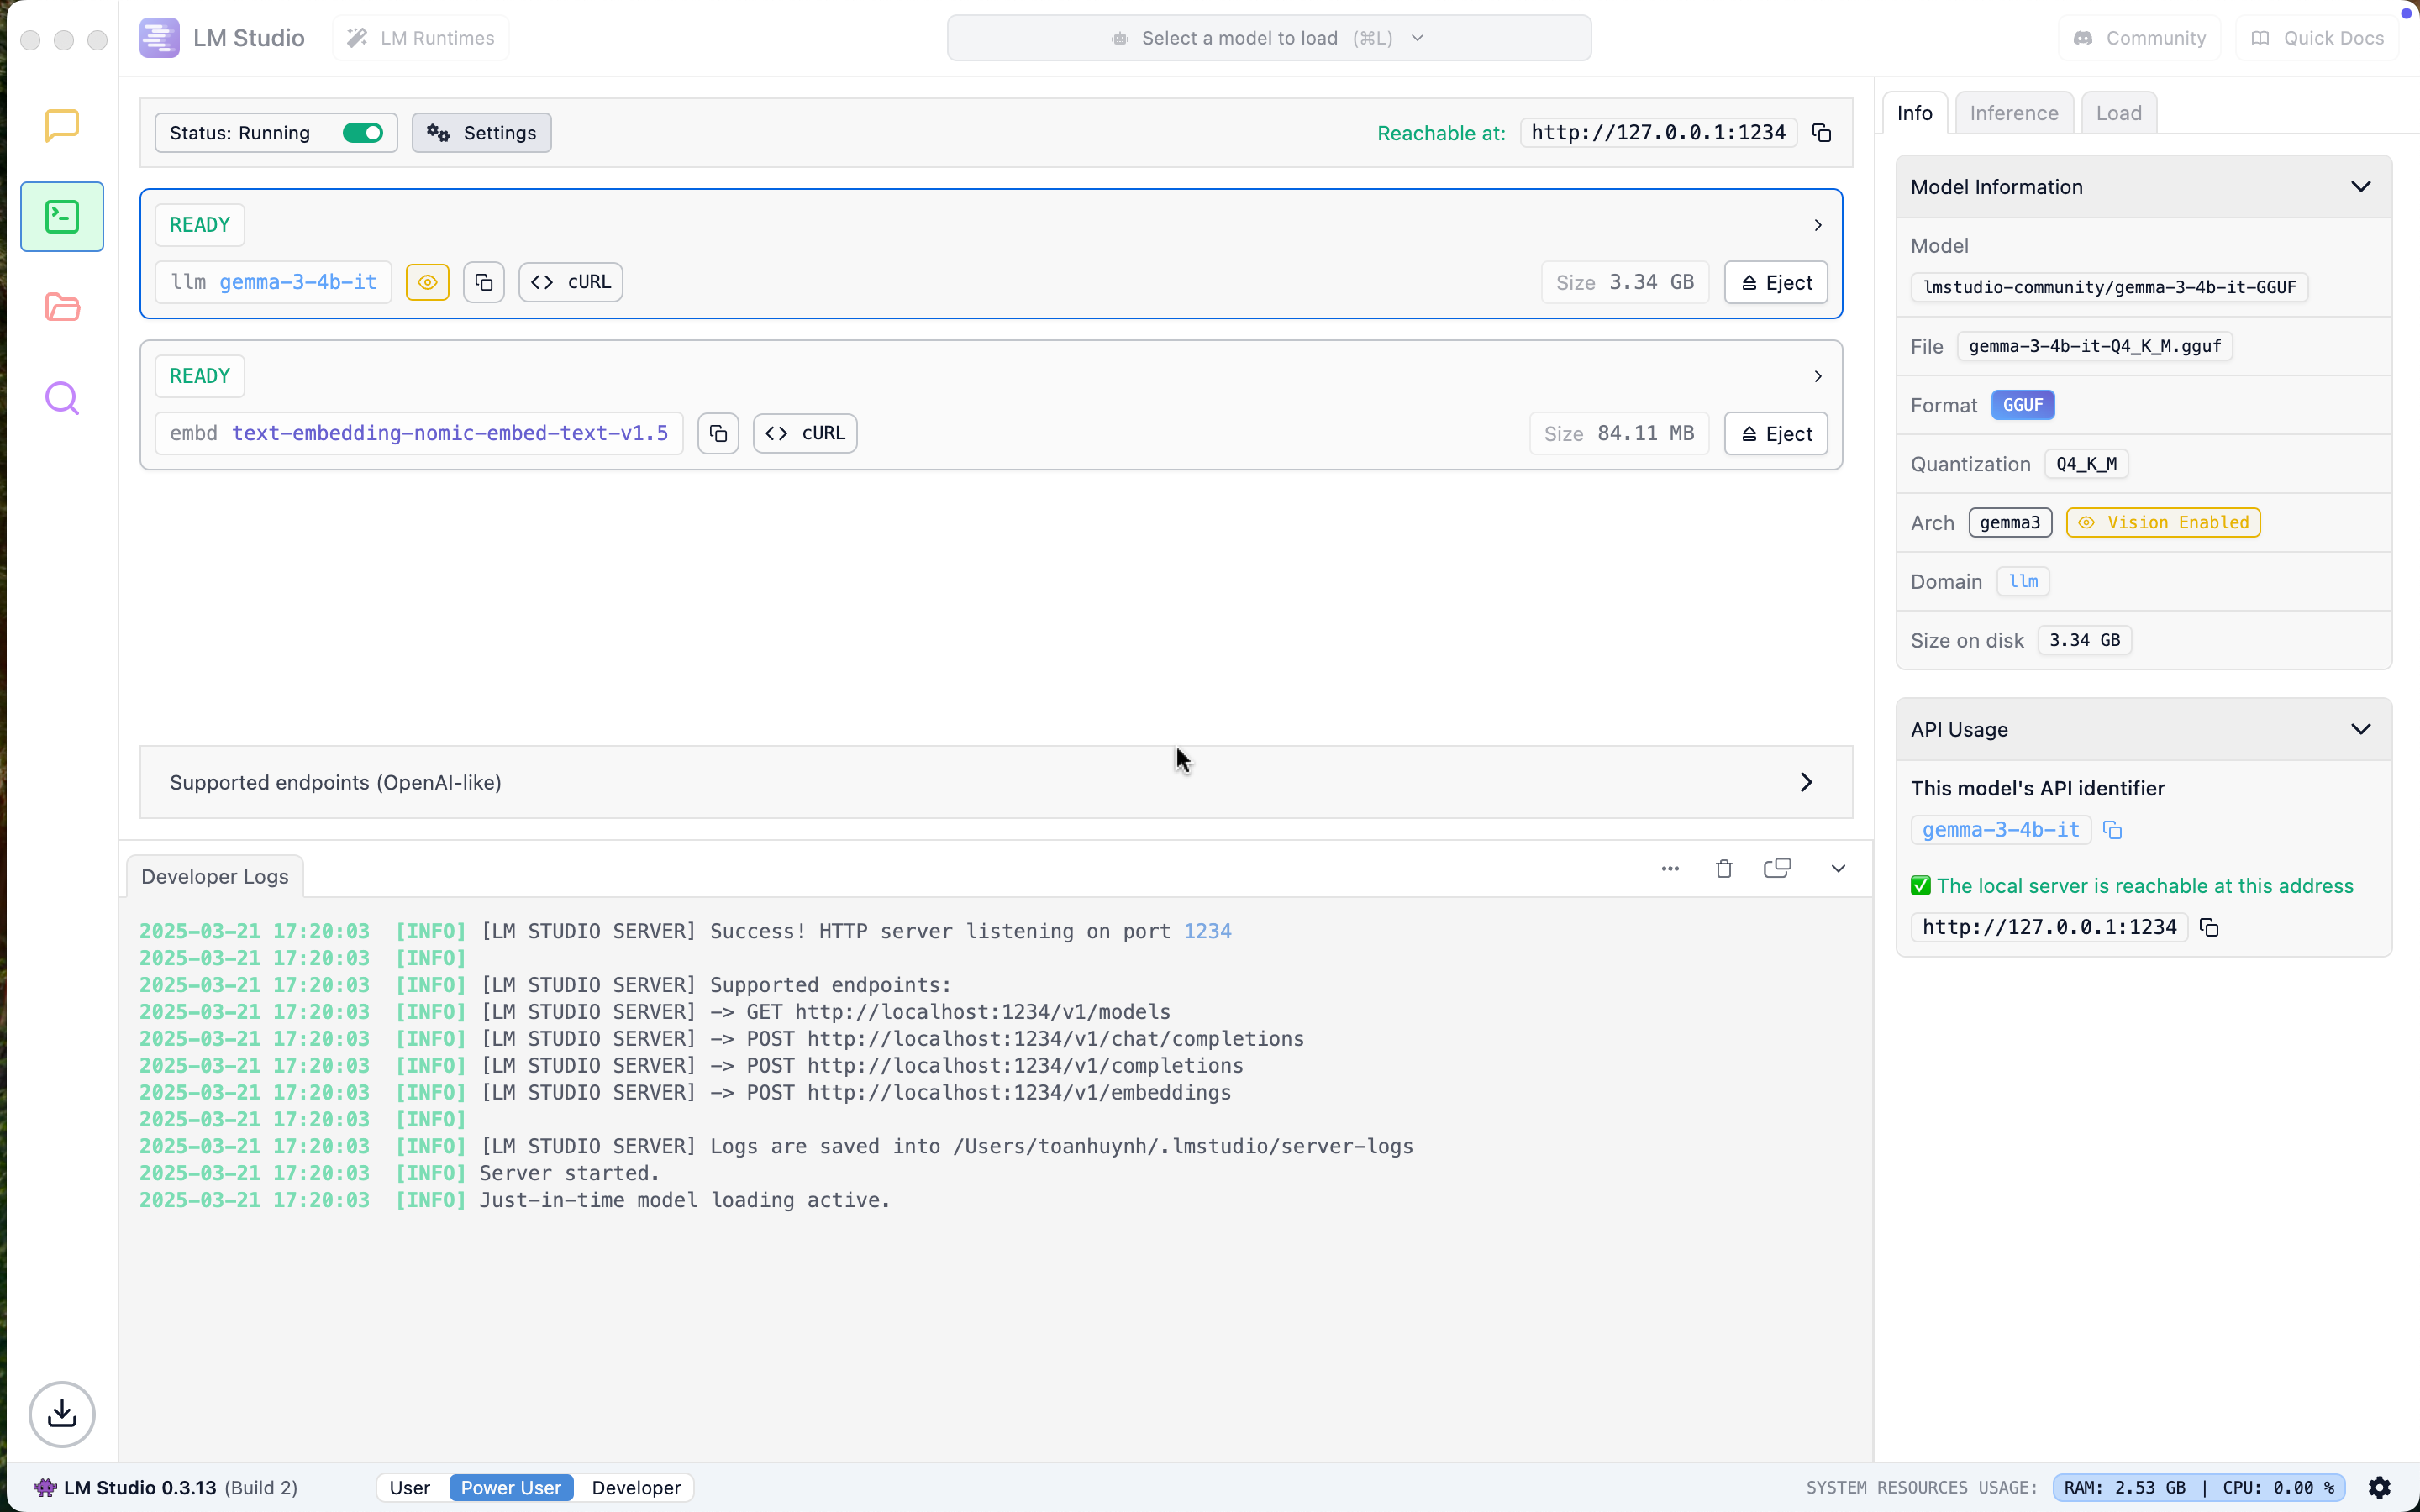 LM Studio
LM Runtimes
Select a model to load (⌘L)
Community
Quick Docs
Status: Running
Settings
Reachable at: http://127.0.0.1:1234
READY
llm gemma-3-4b-it
cURL
Size 3.34 GB
Eject
READY
embd text-embedding-nomic-embed-text-v1.5
cURL
Size 84.11 MB
Eject
Supported endpoints (OpenAI-like)
Developer Logs
2025-03-21 17:20:03 [INFO] [LM STUDIO SERVER] Success! HTTP server listening on port 1234
2025-03-21 17:20:03 [INFO]
2025-03-21 17:20:03 [INFO] [LM STUDIO SERVER] Supported endpoints:
2025-03-21 17:20:03 [INFO] [LM STUDIO SERVER] -> GET http://localhost:1234/v1/models
2025-03-21 17:20:03 [INFO] [LM STUDIO SERVER] -> POST http://localhost:1234/v1/chat/completions
2025-03-21 17:20:03 [INFO] [LM STUDIO SERVER] -> POST http://localhost:1234/v1/completions
2025-03-21 17:20:03 [INFO] [LM STUDIO SERVER] -> POST http://localhost:1234/v1/embeddings
2025-03-21 17:20:03 [INFO]
2025-03-21 17:20:03 [INFO] [LM STUDIO SERVER] Logs are saved into /Users/toanhuynh/.lmstudio/server-logs
2025-03-21 17:20:03 [INFO] Server started.
2025-03-21 17:20:03 [INFO] Just-in-time model loading active.
Info
Inference
Load
Model Information
Model
lmstudio-community/gemma-3-4b-it-GGUF
File gemma-3-4b-it-Q4_K_M.gguf
Format GGUF
Quantization Q4_K_M
Arch gemma3 Vision Enabled
Domain llm
Size on disk 3.34 GB
API Usage
This model's API identifier
gemma-3-4b-it
✅ The local server is reachable at this address
http://127.0.0.1:1234
LM Studio 0.3.13 (Build 2)
User
Power User
Developer
SYSTEM RESOURCES USAGE: RAM: 2.53 GB | CPU: 0.00 %